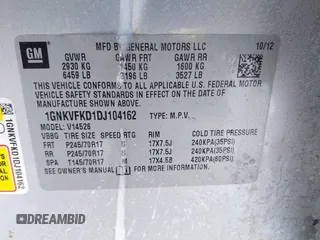 GM
MFD BY GENERAL MOTORS LLC
10/12
GVWR GAWR FRT GAWR RR
2930 KG 1450 KG 1600 KG
6459 LB 3196 LB 3527 LB
THIS VEHICLE CONFORMS TO ALL APPLICABLE U.S. FEDERAL
MOTOR VEHICLE SAFETY AND THEFT PREVENTION STANDARDS
IN EFFECT ON THE DATE OF MANUFACTURE SHOWN ABOVE.
1GNKVFKD1DJ104162 TYPE: M.P.V.
MODEL: V14526
TIRE SIZE SPEED RTG RIM COLD TIRE PRESSURE
FRT P245/70R17 17X7.5J 240KPA(35PSI)
RR P245/70R17 17X7.5J 240KPA(35PSI)
SPA T145/70R17 M 17X4.5B 420KPA(60PSI)
SEE OWNER'S MANUAL
1GNKVFKD1DJ104162
DREAMBID